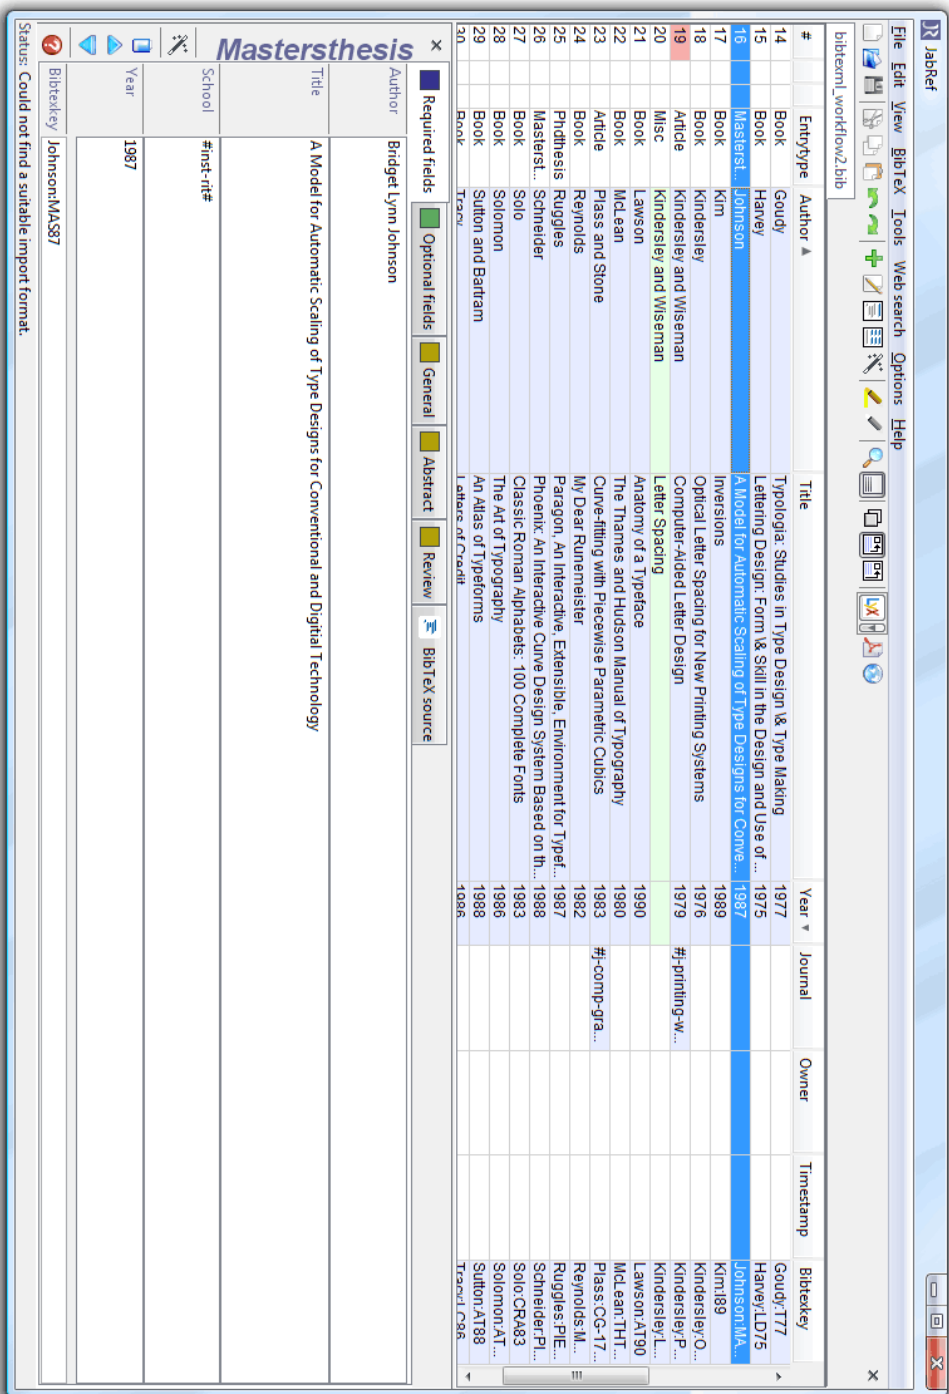 JabRef
File Edit View BibTeX Tools Web search Options Help
bibtexml_workflow2.bib
# Entrytype Author Title Year Journal Owner Timestamp Bibtexkey
14 Book Goudy Typologia: Studies in Type Design \& Type Making 1977 Goudy:T77
15 Book Harvey Lettering Design: Form \& Skill in the Design and Use of ... 1975 Harvey:LD75
16 Masterst... Johnson A Model for Automatic Scaling of Type Designs for Conve... 1987 Johnson:MA...
17 Book Kim Inversions 1989 Kim:I89
18 Book Kindersley Optical Letter Spacing for New Printing Systems 1976 Kindersley:O...
19 Article Kindersley and Wiseman Computer-Aided Letter Design 1979 #j-printing-w... Kindersley:P...
20 Misc Kindersley and Wiseman Letter Spacing Kindersley:L...
21 Book Lawson Anatomy of a Typeface 1990 Lawson:AT90
22 Book McLean The Thames and Hudson Manual of Typography 1980 McLean:THT...
23 Article Plass and Stone Curve-fitting with Piecewise Parametric Cubics 1983 #j-comp-gra... Plass:CG-17...
24 Book Reynolds My Dear Runemeister 1982 Reynolds:M...
25 Phdthesis Ruggles Paragon, An Interactive, Extensible, Environment for Typef... 1987 Ruggles:PIE...
26 Masterst... Schneider Phoenix: An Interactive Curve Design System Based on th... 1988 Schneider:PI...
27 Book Solo Classic Roman Alphabets: 100 Complete Fonts 1983 Solo:CRA83
28 Book Solomon The Art of Typography 1986 Solomon:AT...
29 Book Sutton and Bartram An Atlas of Typeforms 1988 Sutton:AT88
30 Book Tracy Letters of Credit 1986 Tracy:LC86
Mastersthesis
Required fields Optional fields General Abstract Review BibTeX source
Author Bridget Lynn Johnson
Title A Model for Automatic Scaling of Type Designs for Conventional and Digitial Technology
School #inst-rit#
Year 1987
Bibtexkey Johnson:MAS87
Status: Could not find a suitable import format.